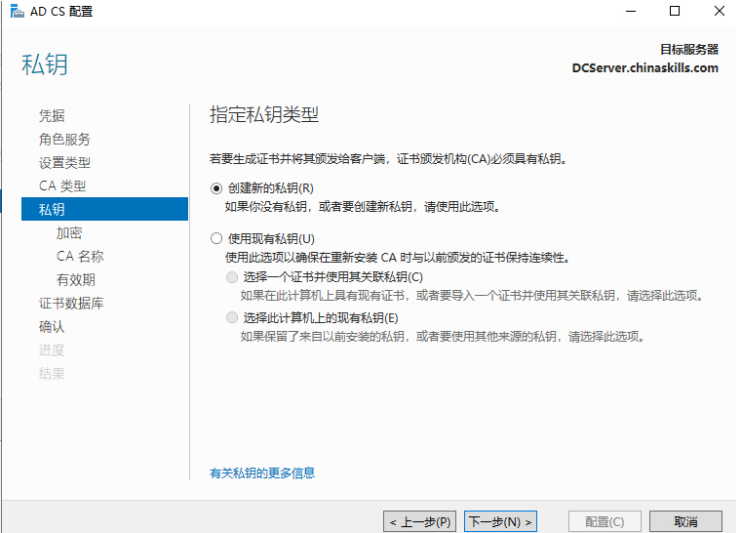 AD CS 配置
私钥
目标服务器
DCServer.chinaskills.com
凭据
角色服务
设置类型
CA 类型
私钥
加密
CA 名称
有效期
证书数据库
确认
进度
结果
指定私钥类型
若要生成证书并将其颁发给客户端，证书颁发机构(CA)必须具有私钥。
创建新的私钥(R)
如果你没有私钥，或者要创建新私钥，请使用此选项。
使用现有私钥(U)
使用此选项以确保在重新安装 CA 时与以前颁发的证书保持连续性。
选择一个证书并使用其关联私钥(C)
如果在此计算机上具有现有证书，或者要导入一个证书并使用其关联私钥，请选择此选项。
选择此计算机上的现有私钥(E)
如果保留了来自以前安装的私钥，或者要使用其他来源的私钥，请选择此选项。
有关私钥的更多信息
< 上一步(P)
下一步(N) >
配置(C)
取消